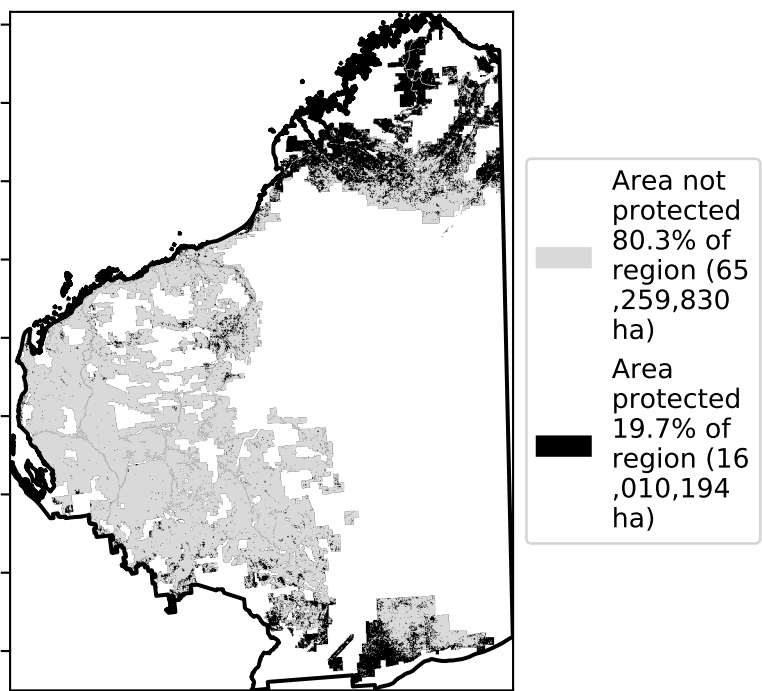 Area not
protected
80.3% of
region (65
,259,830
ha)
Area
protected
19.7% of
region (16
,010,194
ha)